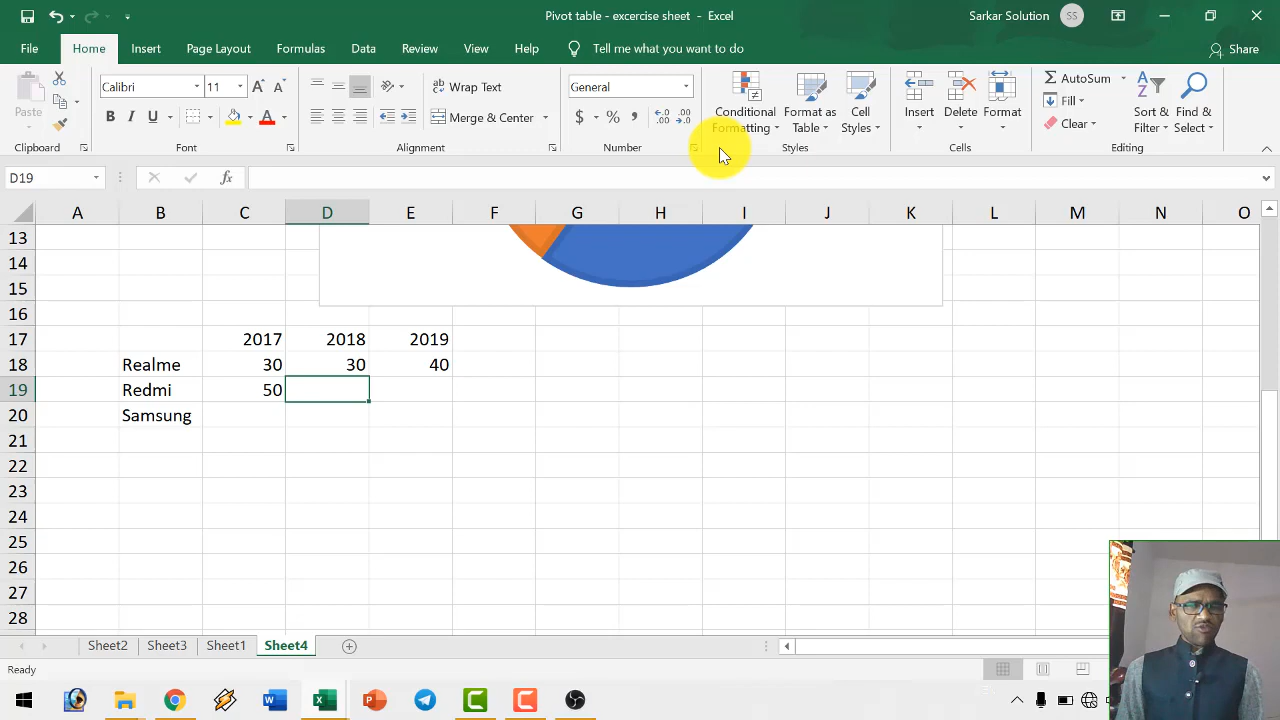 Pivot table - excercise sheet - Excel
Sarkar Solution SS
File Home Insert Page Layout Formulas Data Review View Help Tell me what you want to do Share
Paste
Clipboard
Calibri 11
B I U
Font
Wrap Text
Merge & Center
Alignment
General
$ % ,
Number
Conditional Formatting
Format as Table
Cell Styles
Styles
Insert
Delete
Format
Cells
AutoSum
Fill
Clear
Sort & Filter
Find & Select
Editing
D19 fx
A B C D E F G H I J K L M N O
13
14
15
16
17 2017 2018 2019
18 Realme 30 30 40
19 Redmi 50
20 Samsung
21
22
23
24
25
26
27
28
Sheet2 Sheet3 Sheet1 Sheet4
Ready